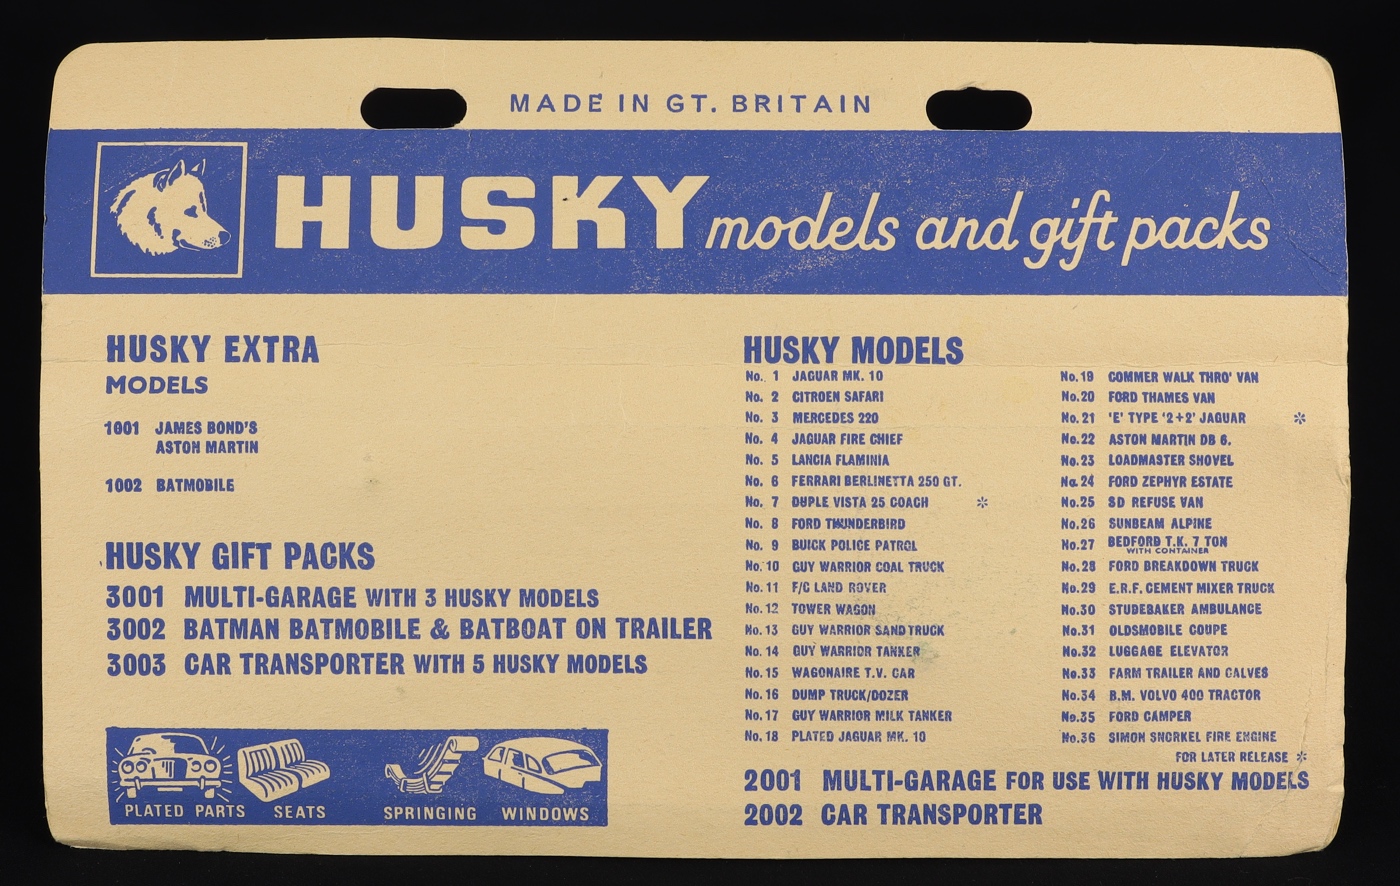 MADE IN GT. BRITAIN
HUSKY models and gift packs
HUSKY EXTRA
MODELS
1001 JAMES BOND'S
ASTON MARTIN
1002 BATMOBILE
HUSKY GIFT PACKS
3001 MULTI-GARAGE WITH 3 HUSKY MODELS
3002 BATMAN BATMOBILE & BATBOAT ON TRAILER
3003 CAR TRANSPORTER WITH 5 HUSKY MODELS
PLATED PARTS SEATS SPRINGING WINDOWS
HUSKY MODELS
No. 1 JAGUAR MK. 10
No. 2 CITROEN SAFARI
No. 3 MERCEDES 220
No. 4 JAGUAR FIRE CHIEF
No. 5 LANCIA FLAMINIA
No. 6 FERRARI BERLINETTA 250 GT.
No. 7 DUPLE VISTA 25 COACH *
No. 8 FORD THUNDERBIRD
No. 9 BUICK POLICE PATROL
No. 10 GUY WARRIOR COAL TRUCK
No. 11 F/C LAND ROVER
No. 12 TOWER WAGON
No. 13 GUY WARRIOR SAND TRUCK
No. 14 GUY WARRIOR TANKER
No. 15 WAGONAIRE T.V. CAR
No. 16 DUMP TRUCK/DOZER
No. 17 GUY WARRIOR MILK TANKER
No. 18 PLATED JAGUAR MK. 10
No. 19 COMMER WALK THRO' VAN
No. 20 FORD THAMES VAN
No. 21 'E' TYPE '2+2' JAGUAR *
No. 22 ASTON MARTIN DB 6.
No. 23 LOADMASTER SHOVEL
No. 24 FORD ZEPHYR ESTATE
No. 25 SD REFUSE VAN
No. 26 SUNBEAM ALPINE
No. 27 BEDFORD T.K. 7 TON
WITH CONTAINER
No. 28 FORD BREAKDOWN TRUCK
No. 29 E.R.F. CEMENT MIXER TRUCK
No. 30 STUDEBAKER AMBULANCE
No. 31 OLDSMOBILE COUPE
No. 32 LUGGAGE ELEVATOR
No. 33 FARM TRAILER AND CALVES
No. 34 B.M. VOLVO 400 TRACTOR
No. 35 FORD CAMPER
No. 36 SIMON SNORKEL FIRE ENGINE
FOR LATER RELEASE *
2001 MULTI-GARAGE FOR USE WITH HUSKY MODELS
2002 CAR TRANSPORTER